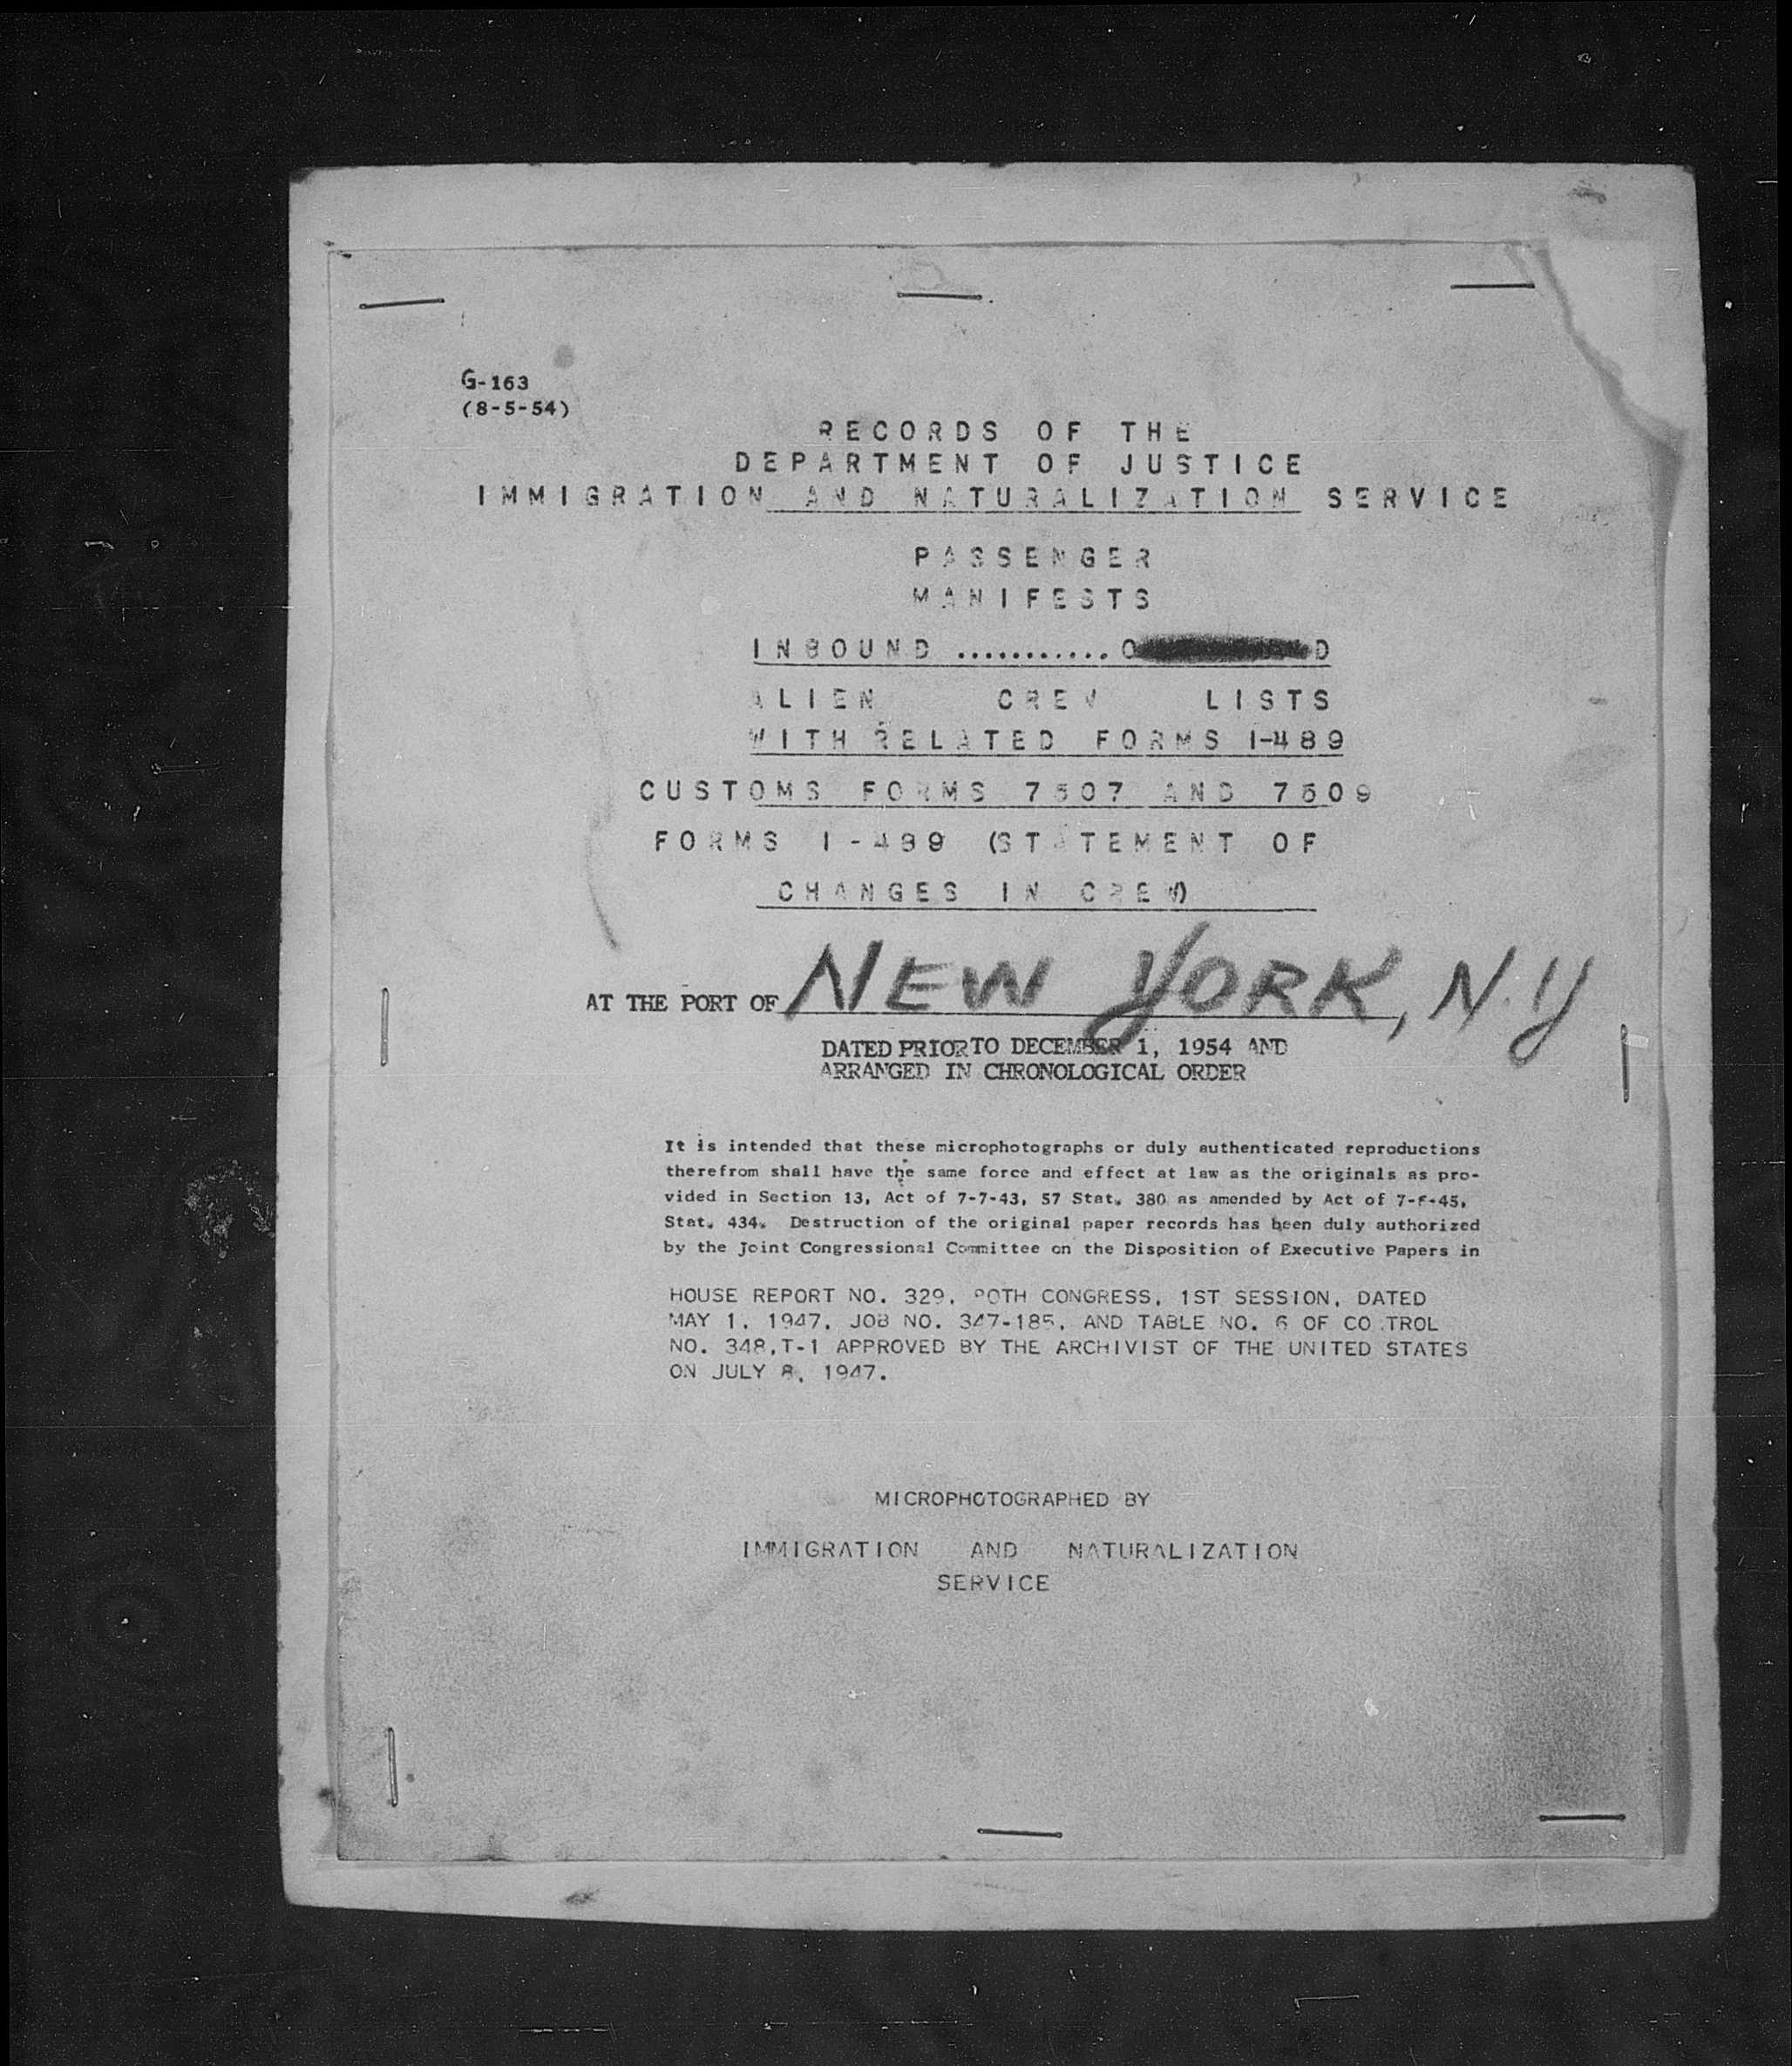 G-163
(8-5-54)
RECORDS OF THE
DEPARTMENT OF JUSTICE
IMMIGRATION AND NATURALIZATION SERVICE
PASSENGER
MANIFESTS
INBOUND ...........O D
ALIEN CREW LISTS
WITH RELATED FORMS I-489
CUSTOMS FORMS 7507 AND 7509
FORMS I-489 (STATEMENT OF
CHANGES IN CREW)
AT THE PORT OF NEW YORK, N.Y
DATED PRIOR TO DECEMBER 1, 1954 AND
ARRANGED IN CHRONOLOGICAL ORDER
It is intended that these microphotographs or duly authenticated reproductions
therefrom shall have the same force and effect at law as the originals as pro-
vided in Section 13, Act of 7-7-43, 57 Stat. 380 as amended by Act of
Stat. 434. Destruction of the original paper records has been duly authorized
by the Joint Congressional Committee on the Disposition of Executive Papers in
HOUSE REPORT NO. 329, 80TH CONGRESS, 1ST SESSION, DATED
MAY 1, 1947, JOB NO. 347-185, AND TABLE NO. 6 OF CO TROL
NO. 348,T-1 APPROVED BY THE ARCHIVIST OF THE UNITED STATES
ON JULY 8, 1947.
MICROPHOTOGRAPHED BY
IMMIGRATION AND NATURALIZATION
SERVICE